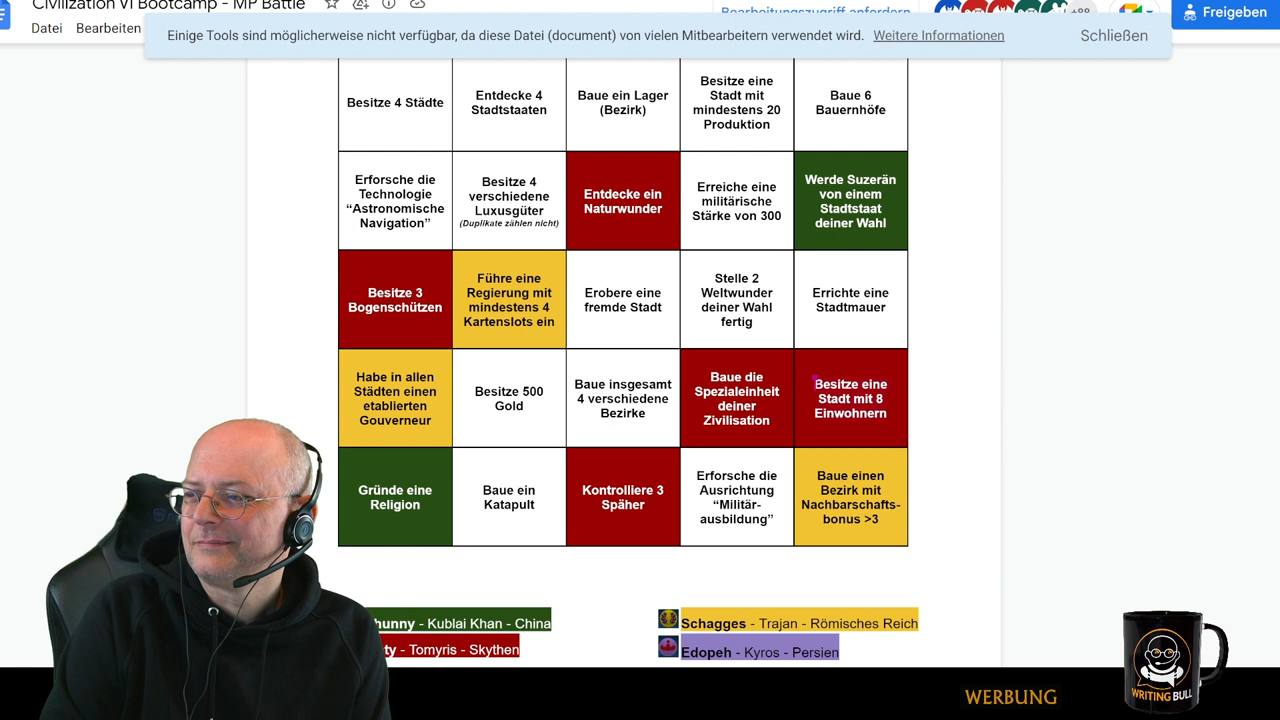 Civilization VI Bootcamp - MP Battle
Bearbeitungszugriff anfordern
+88
Freigeben
Datei Bearbeiten
Einige Tools sind möglicherweise nicht verfügbar, da diese Datei (document) von vielen Mitbearbeitern verwendet wird. Weitere Informationen Schließen
Besitze 4 Städte
Entdecke 4
Stadtstaaten
Baue ein Lager
(Bezirk)
Besitze eine
Stadt mit
mindestens 20
Produktion
Baue 6
Bauernhöfe
Erforsche die
Technologie
“Astronomische
Navigation”
Besitze 4
verschiedene
Luxusgüter
(Duplikate zählen nicht)
Entdecke ein
Naturwunder
Erreiche eine
militärische
Stärke von 300
Werde Suzerän
von einem
Stadtstaat
deiner Wahl
Besitze 3
Bogenschützen
Führe eine
Regierung mit
mindestens 4
Kartenslots ein
Erobere eine
fremde Stadt
Stelle 2
Weltwunder
deiner Wahl
fertig
Errichte eine
Stadtmauer
Habe in allen
Städten einen
etablierten
Gouverneur
Besitze 500
Gold
Baue insgesamt
4 verschiedene
Bezirke
Baue die
Spezialeinheit
deiner
Zivilisation
Besitze eine
Stadt mit 8
Einwohnern
Gründe eine
Religion
Baue ein
Katapult
Kontrolliere 3
Späher
Erforsche die
Ausrichtung
“Militär-
ausbildung”
Baue einen
Bezirk mit
Nachbarschafts-
bonus >3
hunny - Kublai Khan - China
Schagges - Trajan - Römisches Reich
ty - Tomyris - Skythen
Edopeh - Kyros - Persien
WERBUNG
WRITING BULL